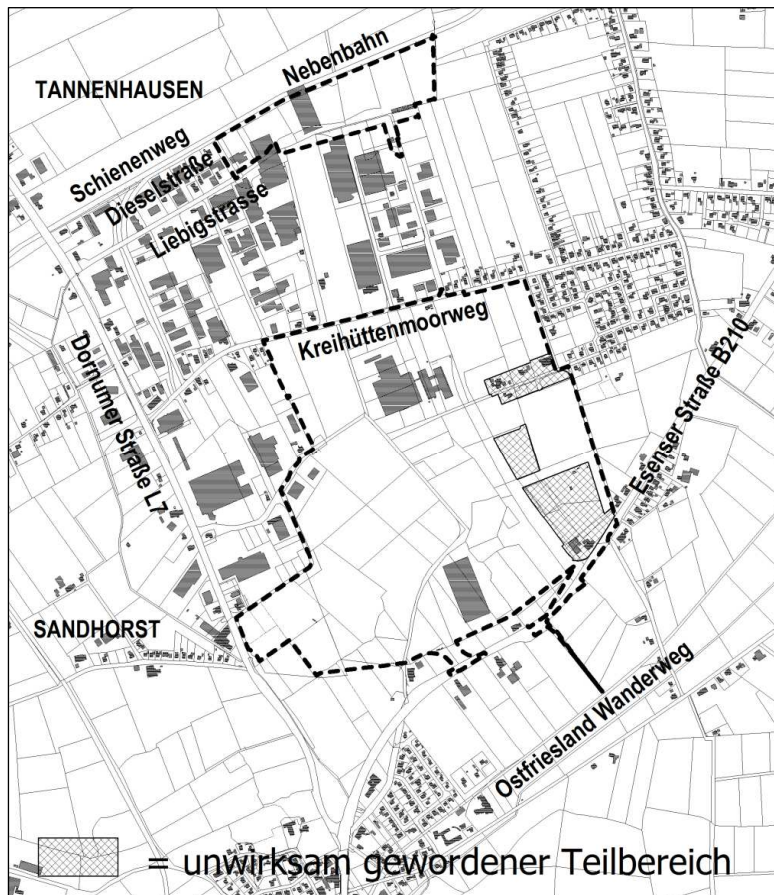 Nebenbahn
TANNENHAUSEN
Schienenweg
Dieselstraße
Liebigstrasse
Kreihüttenmoorweg
Dornumer Straße L7
Esenser Straße B210
SANDHORST
Ostfriesland Wanderweg
= unwirksam gewordener Teilbereich